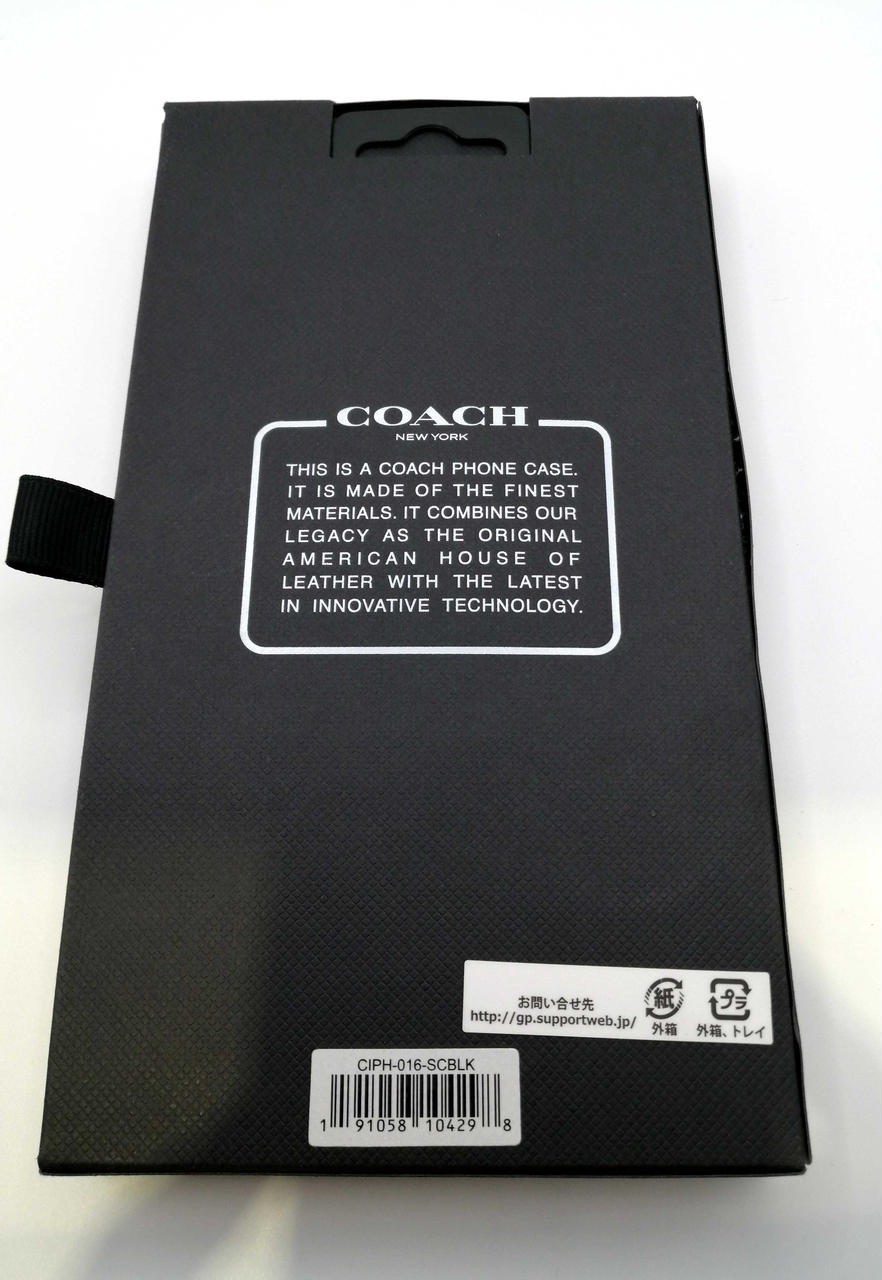 COACH
NEW YORK
THIS IS A COACH PHONE CASE.
IT IS MADE OF THE FINEST
MATERIALS. IT COMBINES OUR
LEGACY AS THE ORIGINAL
AMERICAN HOUSE OF
LEATHER WITH THE LATEST
IN INNOVATIVE TECHNOLOGY.
お問い合せ先
http://gp.supportweb.jp/
紙
外箱
プラ
外箱、トレイ
CIPH-016-SCBLK
1 91058 10429 8